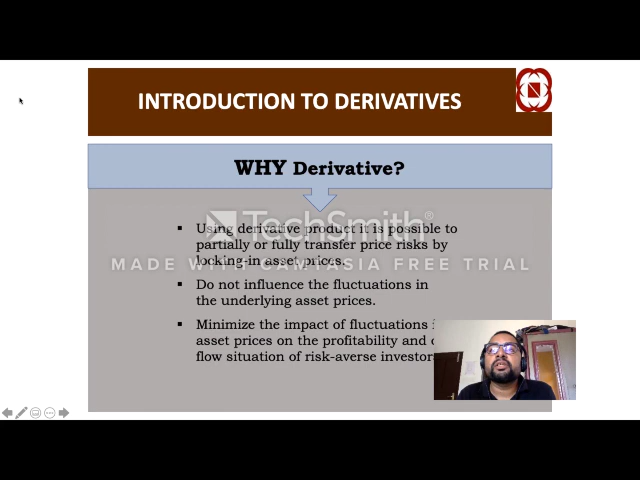 INTRODUCTION TO DERIVATIVES
WHY Derivative?
Using derivative product it is possible to
partially or fully transfer price risks by
locking-in asset prices.
TechSmith®
MADE WITH CAMTASIA FREE TRIAL
Do not influence the fluctuations in
the underlying asset prices.
Minimize the impact of fluctuations
asset prices on the profitability and
flow situation of risk-averse investor